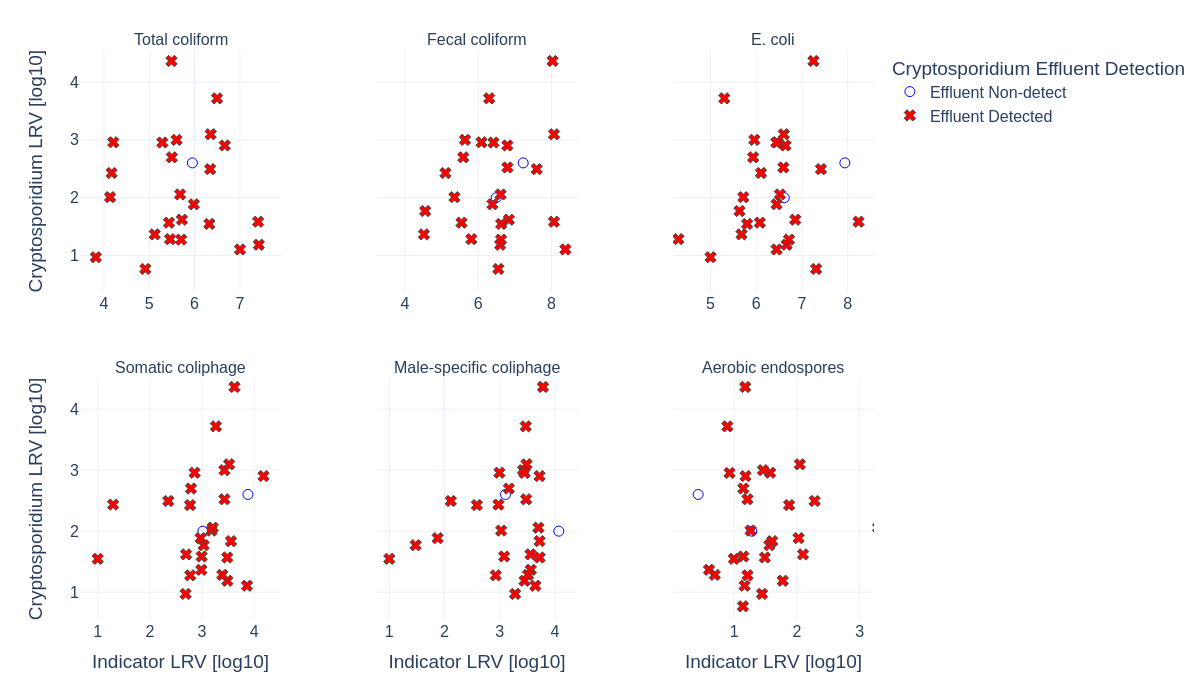 Total coliform
Fecal coliform
E. coli
Cryptosporidium LRV [log10]
4
3
2
1
4 5 6 7
4 6 8
5 6 7 8
Cryptosporidium Effluent Detection
Effluent Non-detect
Effluent Detected
Somatic coliphage
Male-specific coliphage
Aerobic endospores
Cryptosporidium LRV [log10]
4
3
2
1
1 2 3 4
1 2 3 4
1 2 3
Indicator LRV [log10]
Indicator LRV [log10]
Indicator LRV [log10]